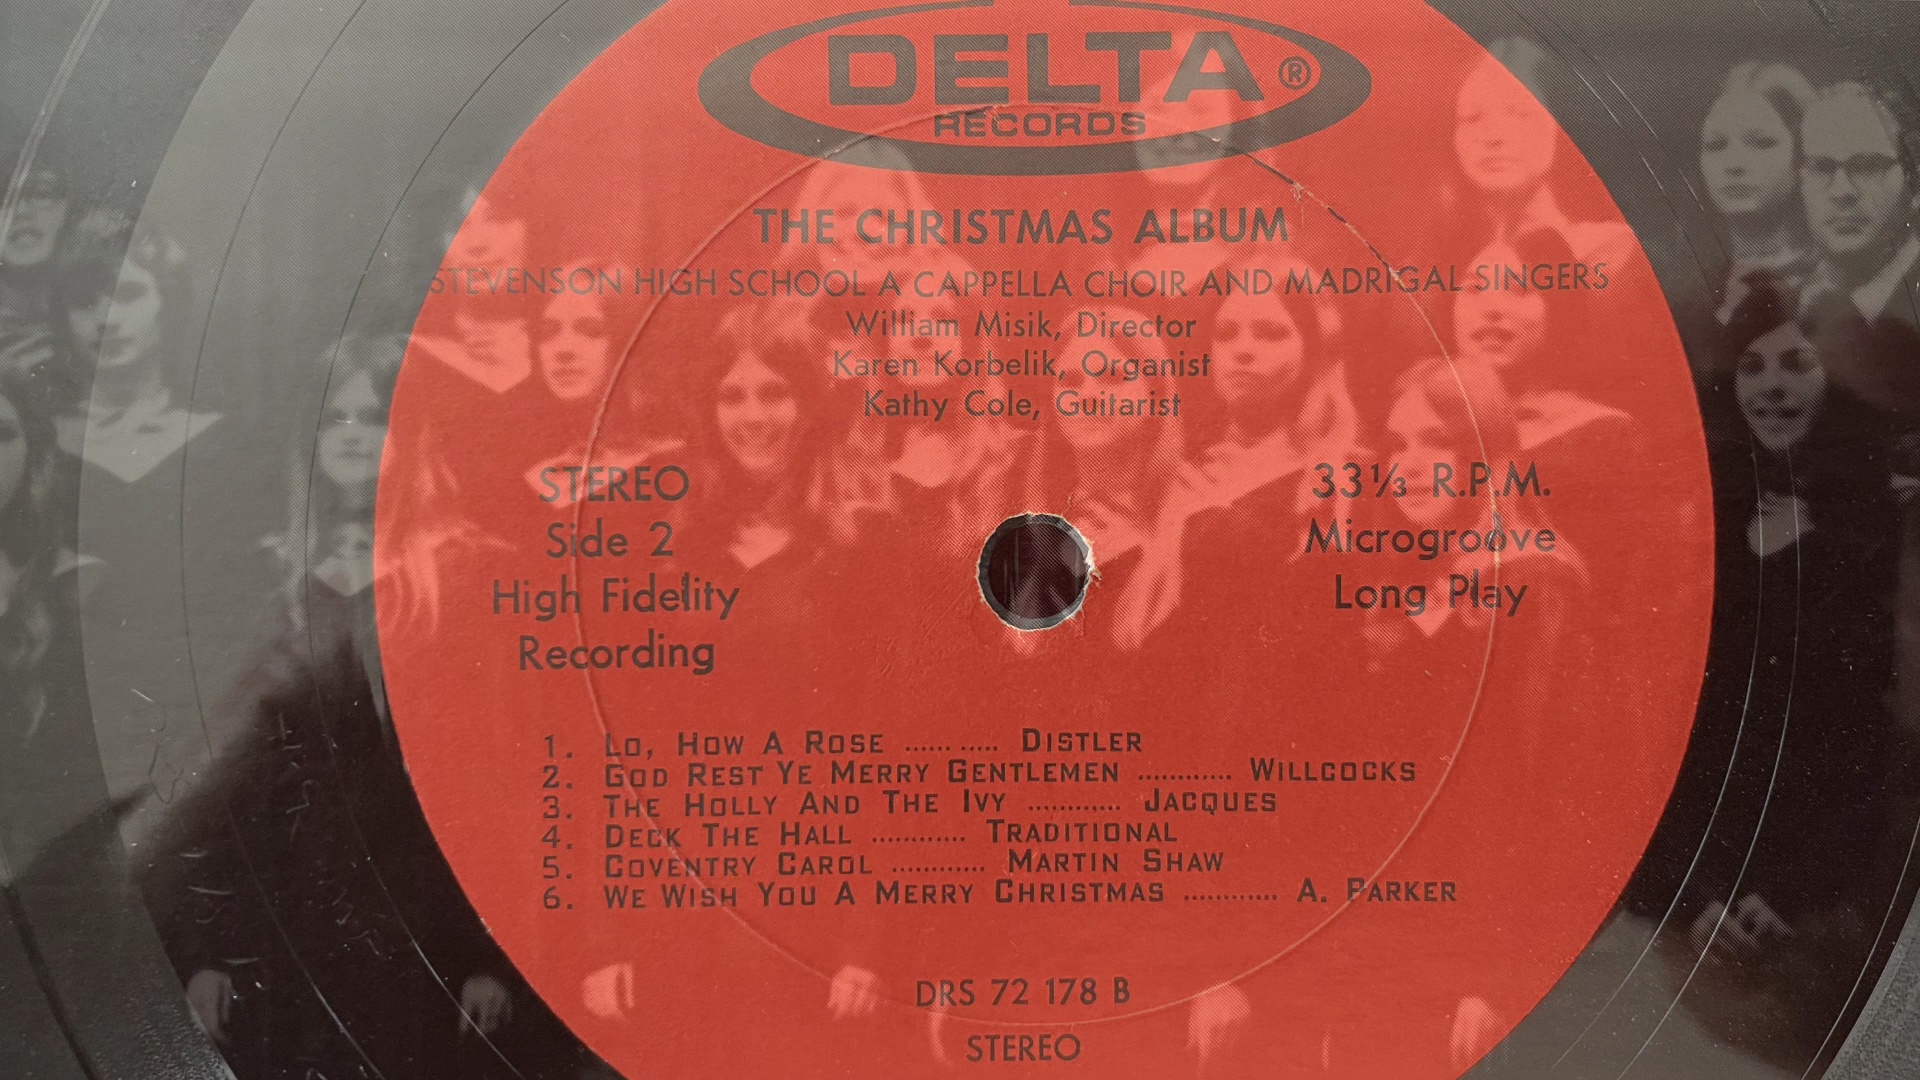 DELTA ®
RECORDS
THE CHRISTMAS ALBUM
STEVENSON HIGH SCHOOL A CAPPELLA CHOIR AND MADRIGAL SINGERS
William Misik, Director
Karen Korbelik, Organist
Kathy Cole, Guitarist
STEREO
Side 2
High Fidelity
Recording
33⅓ R.P.M.
Microgroove
Long Play
1. LO, HOW A ROSE ...... ..... DISTLER
2. GOD REST YE MERRY GENTLEMEN ............ WILLCOCKS
3. THE HOLLY AND THE IVY ............ JACQUES
4. DECK THE HALL ............ TRADITIONAL
5. COVENTRY CAROL ............ MARTIN SHAW
6. WE WISH YOU A MERRY CHRISTMAS ............ A. PARKER
DRS 72 178 B
STEREO